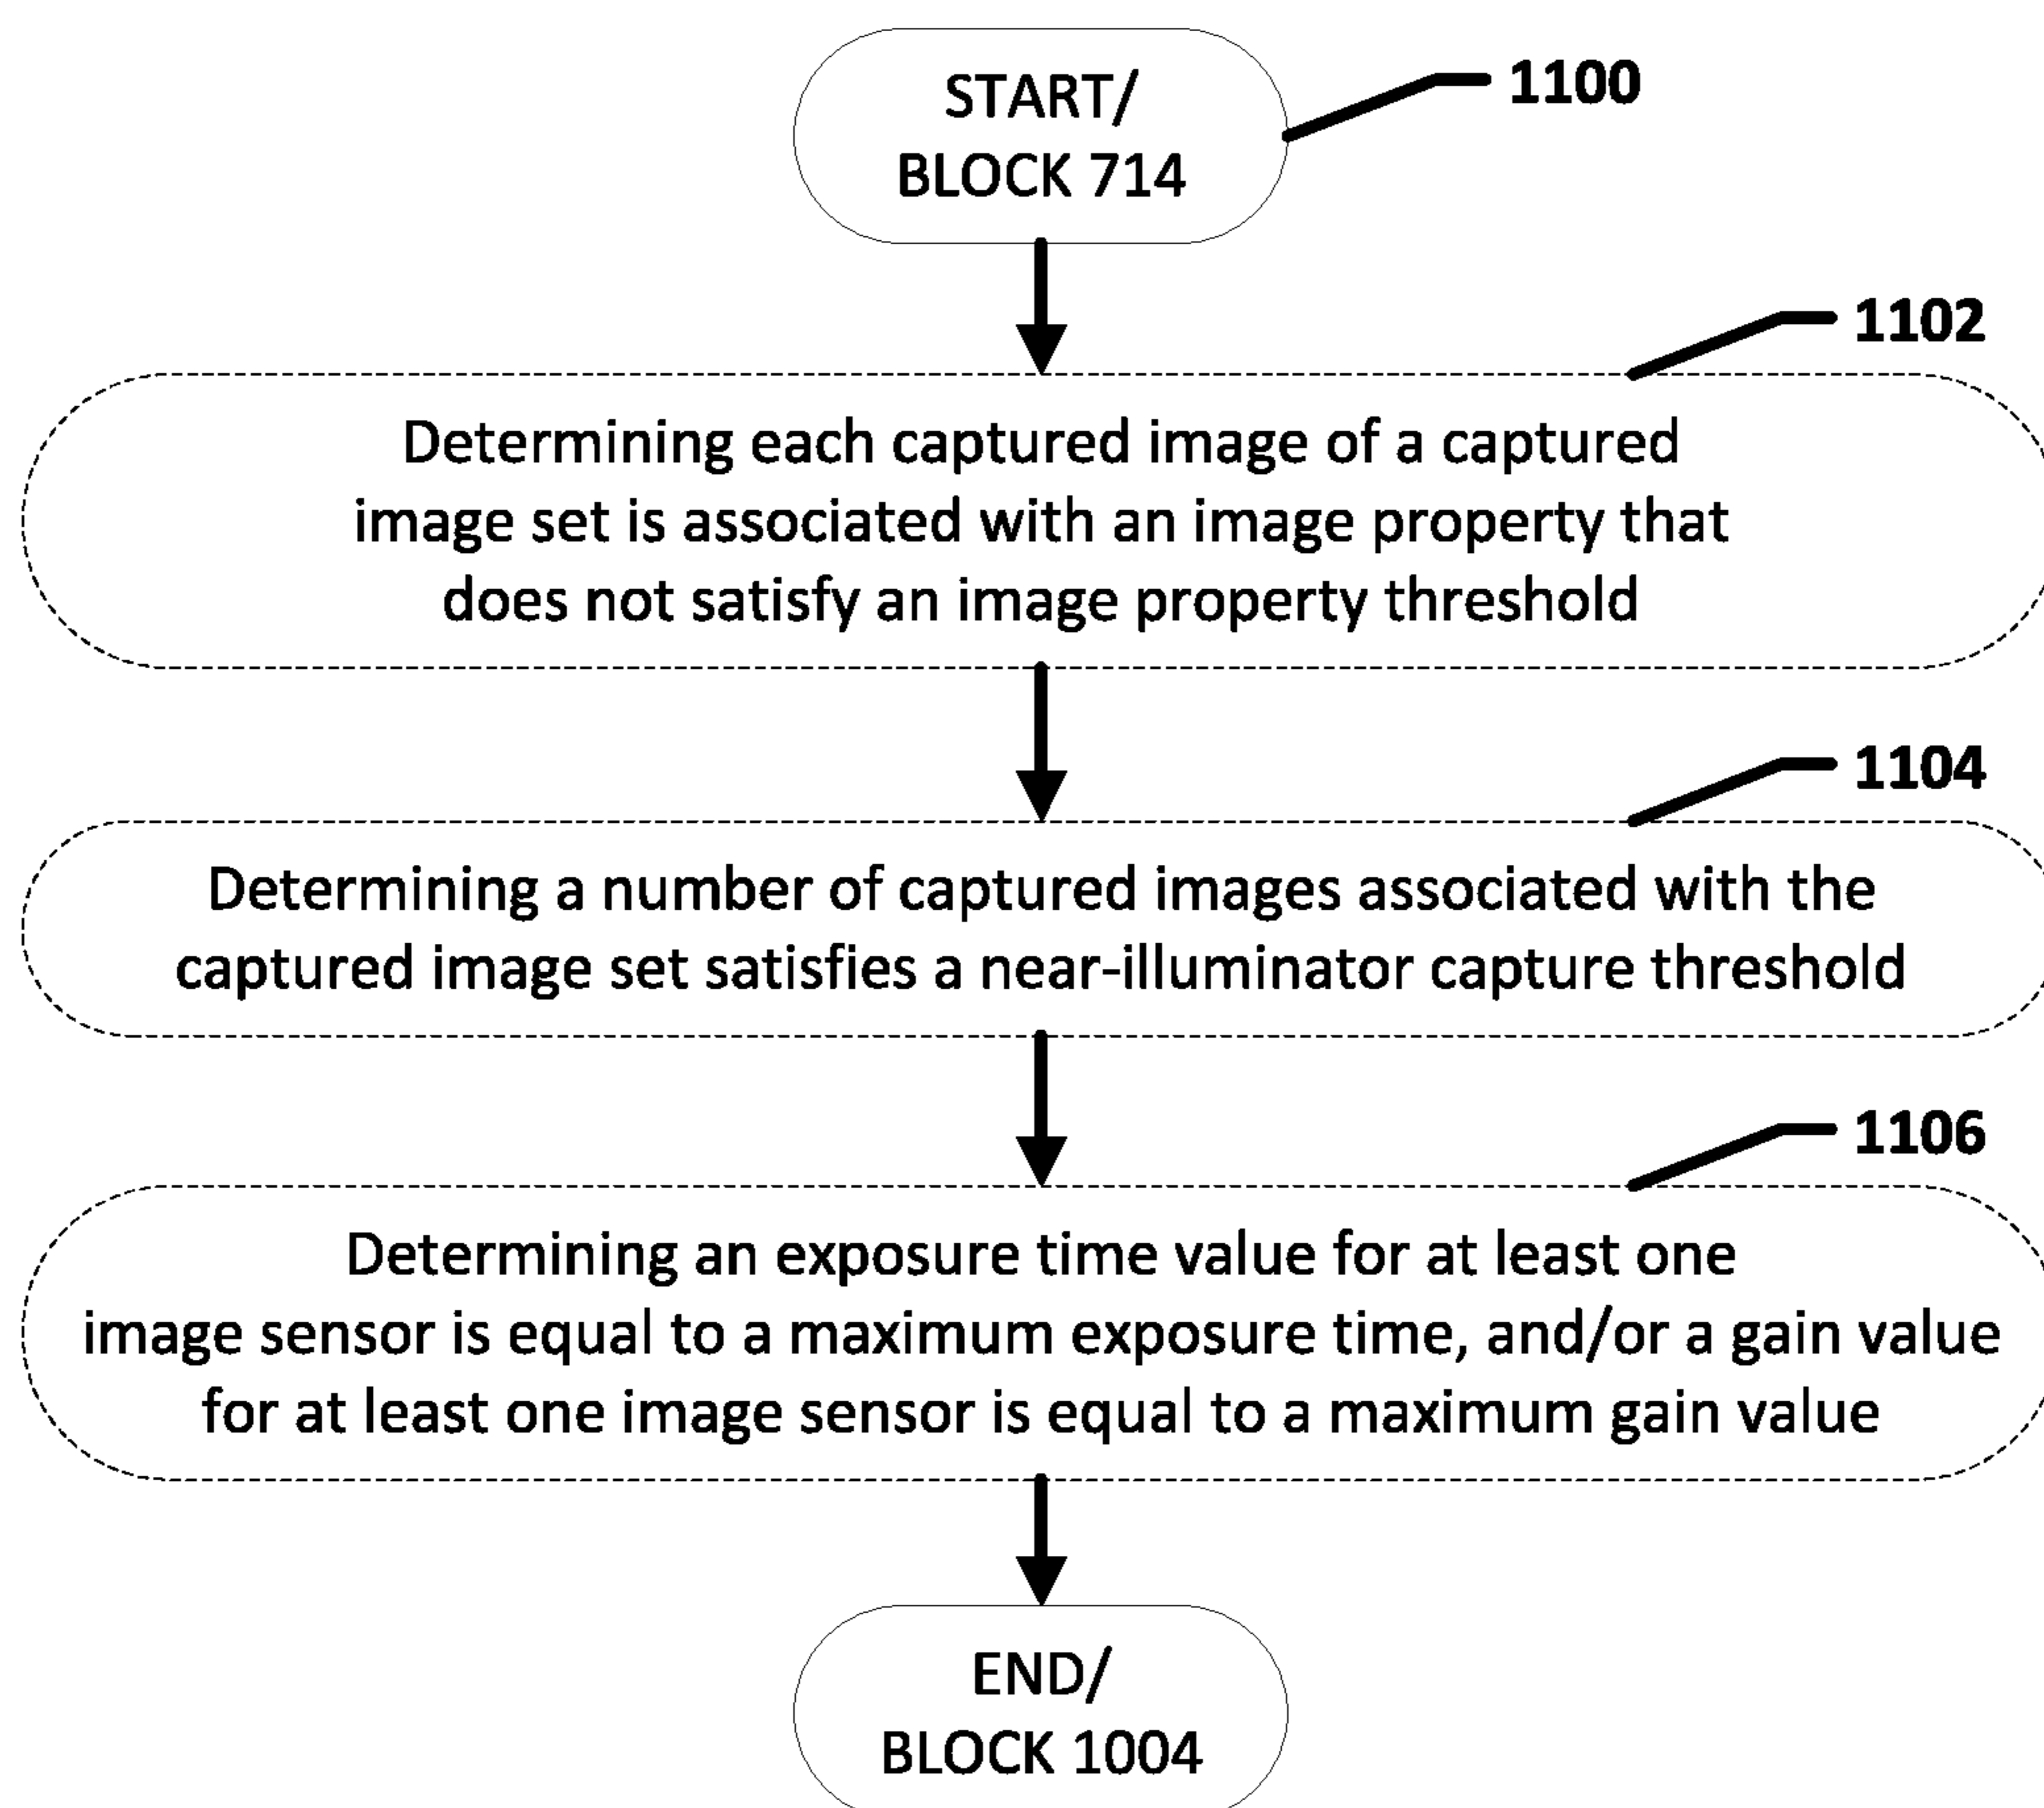 START/
BLOCK 714
1100
1102
Determining each captured image of a captured
image set is associated with an image property that
does not satisfy an image property threshold
1104
Determining a number of captured images associated with the
captured image set satisfies a near-illuminator capture threshold
1106
Determining an exposure time value for at least one
image sensor is equal to a maximum exposure time, and/or a gain value
for at least one image sensor is equal to a maximum gain value
END/
BLOCK 1004